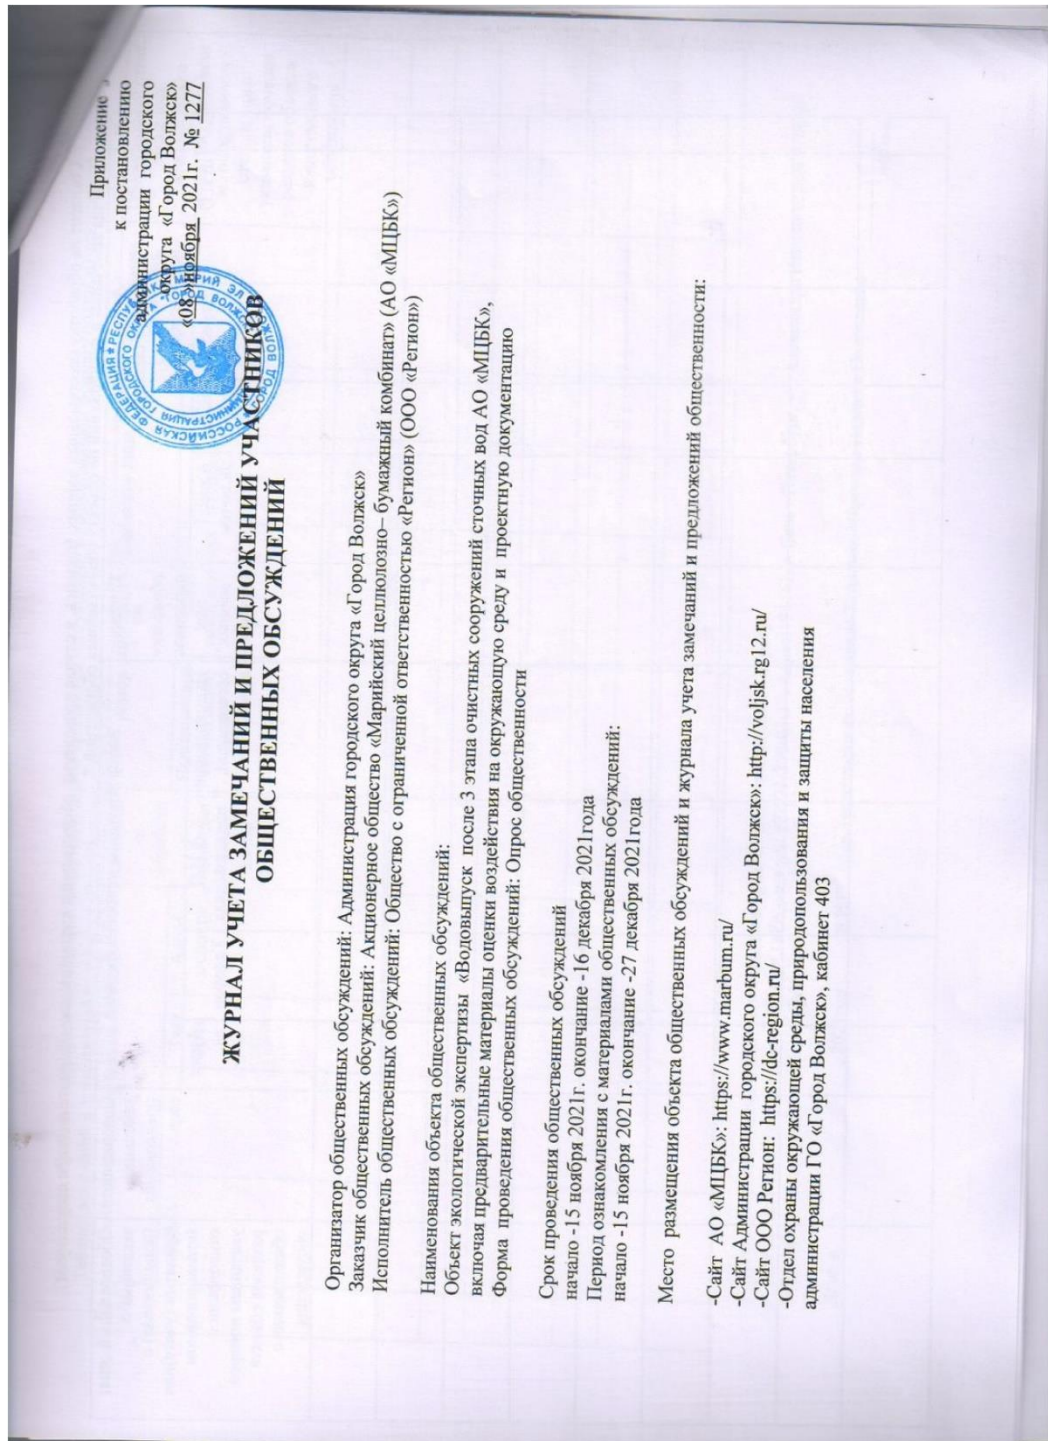 Приложение
к постановлению
администрации городского
округа «Город Волжск»
«08»ноября 2021г. № 1277
РОССИЙСКАЯ ФЕДЕРАЦИЯ * РЕСПУБЛИКА МАРИЙ ЭЛ
ЖУРНАЛ УЧЕТА ЗАМЕЧАНИЙ И ПРЕДЛОЖЕНИЙ УЧАСТНИКОВ
ОБЩЕСТВЕННЫХ ОБСУЖДЕНИЙ
Организатор общественных обсуждений: Администрация городского округа «Город Волжск»
Заказчик общественных обсуждений: Акционерное общество «Марийский целлюлозно– бумажный комбинат» (АО «МЦБК»)
Исполнитель общественных обсуждений: Общество с ограниченной ответственностью «Регион» (ООО «Регион»)
Наименования объекта общественных обсуждений:
Объект экологической экспертизы «Водовыпуск после 3 этапа очистных сооружений сточных вод АО «МЦБК»,
включая предварительные материалы оценки воздействия на окружающую среду и проектную документацию
Форма проведения общественных обсуждений: Опрос общественности
Срок проведения общественных обсуждений
начало -15 ноября 2021г. окончание -16 декабря 2021года
Период ознакомления с материалами общественных обсуждений:
начало -15 ноября 2021г. окончание -27 декабря 2021года
Место размещения объекта общественных обсуждений и журнала учета замечаний и предложений общественности:
-Сайт АО «МЦБК»: https://www.marbum.ru/
-Сайт Администрации городского округа «Город Волжск»: http://voljsk.rg12.ru/
-Сайт ООО Регион: https://dc-region.ru/
-Отдел охраны окружающей среды, природопользования и защиты населения
администрации ГО «Город Волжск», кабинет 403